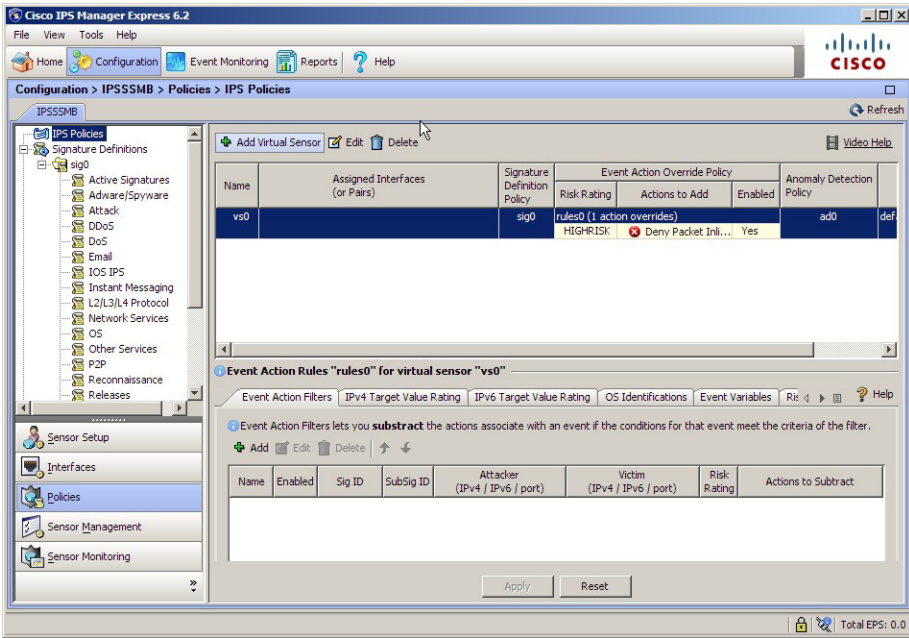 Cisco IPS Manager Express 6.2
File View Tools Help
Home Configuration Event Monitoring Reports Help
CISCO
Configuration > IPSSSMB > Policies > IPS Policies
IPSSSMB
Refresh
IPS Policies
Signature Definitions
sig0
Active Signatures
Adware/Spyware
Attack
DDoS
DoS
Email
IOS IPS
Instant Messaging
L2/L3/L4 Protocol
Network Services
OS
Other Services
P2P
Reconnaissance
Releases
Sensor Setup
Interfaces
Policies
Sensor Management
Sensor Monitoring
Add Virtual Sensor Edit Delete
Video Help
Name
Assigned Interfaces
(or Pairs)
Signature
Definition
Policy
Event Action Override Policy
Risk Rating Actions to Add Enabled
Anomaly Detection
Policy
vs0 sig0 rules0 (1 action overrides) ad0 def
HIGHRISK Deny Packet Inli... Yes
Event Action Rules "rules0" for virtual sensor "vs0"
Event Action Filters IPv4 Target Value Rating IPv6 Target Value Rating OS Identifications Event Variables Ris Help
Event Action Filters lets you substract the actions associate with an event if the conditions for that event meet the criteria of the filter.
Add Edit Delete
Name Enabled Sig ID SubSig ID
Attacker
(IPv4 / IPv6 / port)
Victim
(IPv4 / IPv6 / port)
Risk
Rating
Actions to Subtract
Apply Reset
Total EPS: 0.0